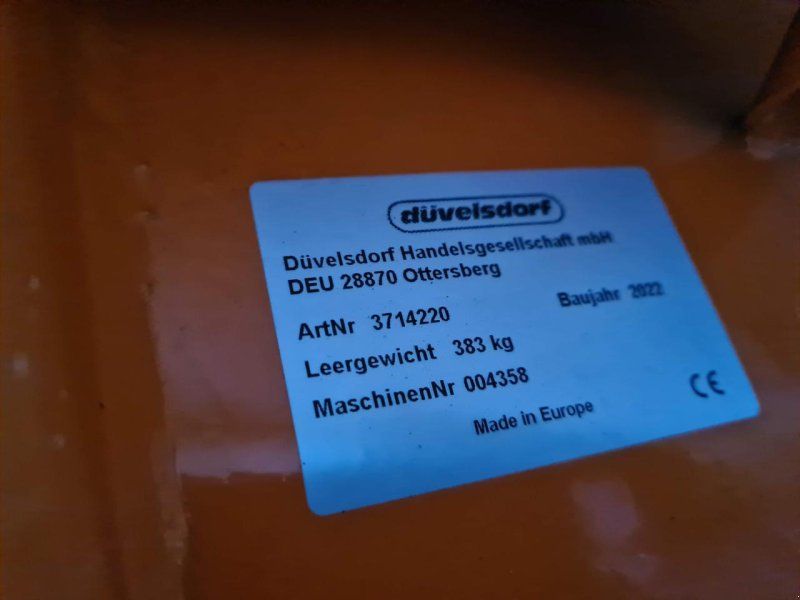 düvelsdorf
Düvelsdorf Handelsgesellschaft mbH
DEU 28870 Ottersberg
ArtNr 3714220 Baujahr 2022
Leergewicht 383 kg
MaschinenNr 004358
Made in Europe CE